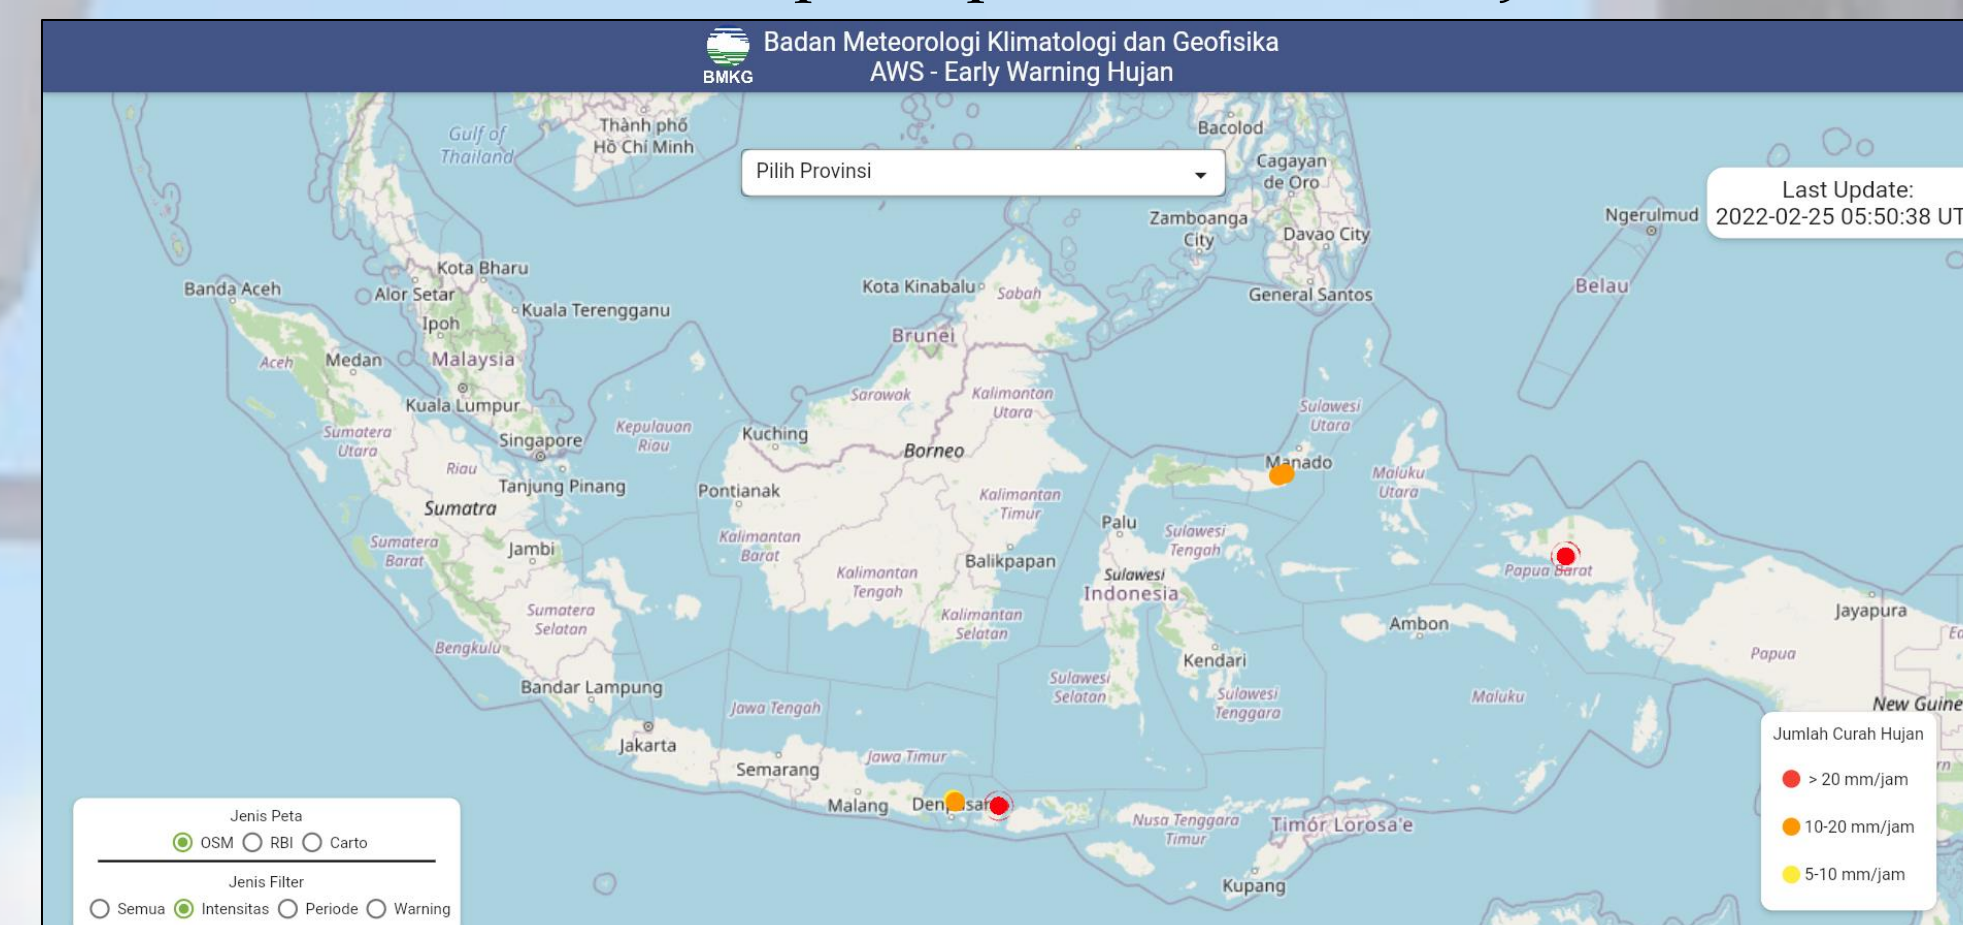 Badan Meteorologi Klimatologi dan Geofisika
BMKG
AWS - Early Warning Hujan
Gulf of
Thailand
Thành phố
Hồ Chí Minh
Bacolod
Pilih Provinsi
Cagayan
de Oro
Last Update:
2022-02-25 05:50:38 UT
Ngerulmud
Zamboanga
City
Davao City
Kota Bharu
Banda Aceh
Alor Setar
Kota Kinabalu
Sabah
General Santos
Belau
Kuala Terengganu
Ipoh
Brunei
Aceh
Medan
Malaysia
Kuala Lumpur
Sarawak
Kalimantan
Utara
Sulawesi
Utara
Sumatera
Utara
Singapore
Kepulauan
Riau
Kuching
Borneo
Manado
Riau
Tanjung Pinang
Pontianak
Kalimantan
Timur
Maluku
Utara
Sumatra
Palu
Sulawesi
Tengah
Sumatera
Barat
Jambi
Kalimantan
Barat
Balikpapan
Papua Barat
Kalimantan
Tengah
Sulawesi
Indonesia
Sumatera
Selatan
Kalimantan
Selatan
Ambon
Jayapura
Bengkulu
Kendari
Papua
Bandar Lampung
Sulawesi
Selatan
Sulawesi
Tenggara
Maluku
Jawa Tengah
New Guine
Jakarta
Semarang
Jawa Timur
Malang
Nusa Tenggara
Timur
Timór Lorosa'e
Kupang
Jumlah Curah Hujan
> 20 mm/jam
10-20 mm/jam
5-10 mm/jam
Jenis Peta
OSM RBI Carto
Jenis Filter
Semua Intensitas Periode Warning